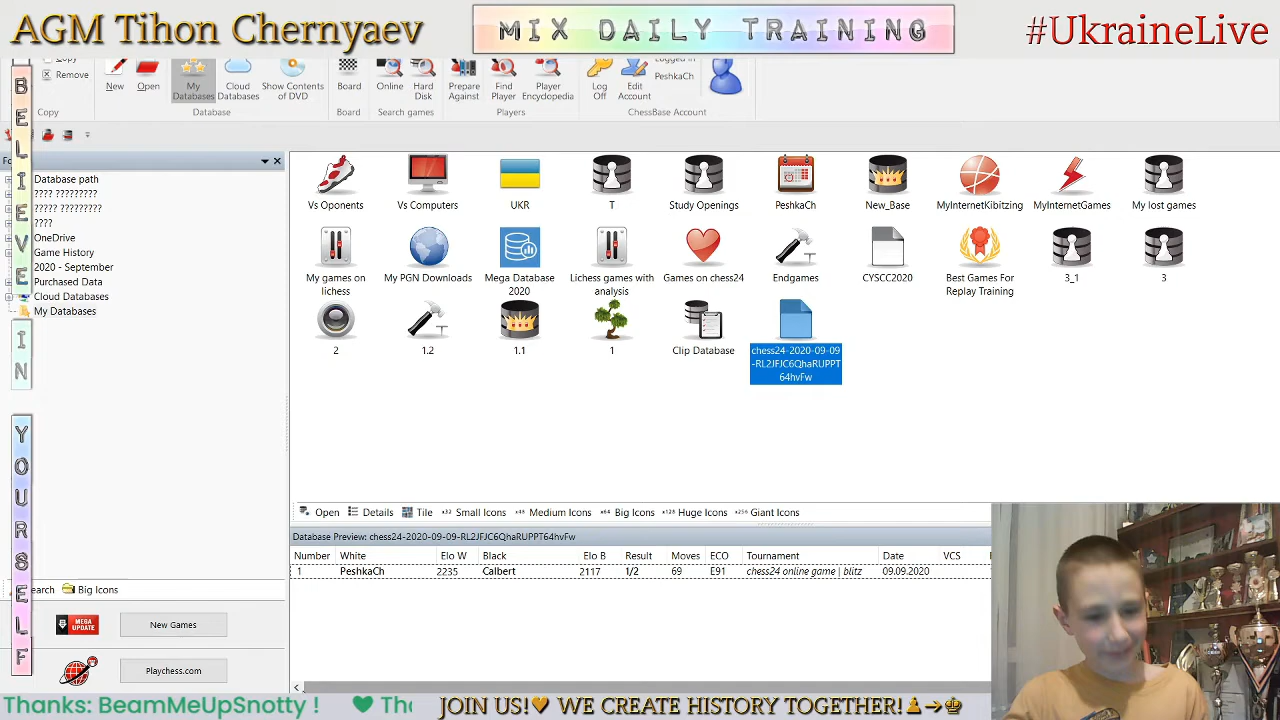 AGM Tihon Chernyaev
MIX DAILY TRAINING
#UkraineLive
BELIEVE
IN
YOURSELF
Copy
Remove
Copy
New
Open
My Databases
Cloud Databases
Show Contents of DVD
Database
Board
Board
Online
Hard Disk
Search games
Prepare Against
Find Player
Player Encyclopedia
Players
Log Off
Edit Account
Logged in
PeshkaCh
ChessBase Account
Database path
???? ?????????
????? ?????????
????
OneDrive
Game History
2020 - September
Purchased Data
Cloud Databases
My Databases
Vs Oponents
Vs Computers
UKR
T
Study Openings
PeshkaCh
New_Base
MyInternetKibitzing
MyInternetGames
My lost games
My games on lichess
My PGN Downloads
Mega Database 2020
Lichess games with analysis
Games on chess24
Endgames
CYSCC2020
Best Games For Replay Training
3_1
3
2
1.2
1.1
1
Clip Database
chess24-2020-09-09
-RL2JFJC6QhaRUPPT
64hvFw
Open Details Tile Small Icons Medium Icons Big Icons Huge Icons Giant Icons
Database Preview: chess24-2020-09-09-RL2JFJC6QhaRUPPT64hvFw
Number White Elo W Black Elo B Result Moves ECO Tournament Date VCS
1 PeshkaCh 2235 Calbert 2117 1/2 69 E91 chess24 online game | blitz 09.09.2020
Big Icons
MEGA UPDATE
New Games
Playchess.com
Thanks: BeamMeUpSnotty !
JOIN US! WE CREATE HISTORY TOGETHER!